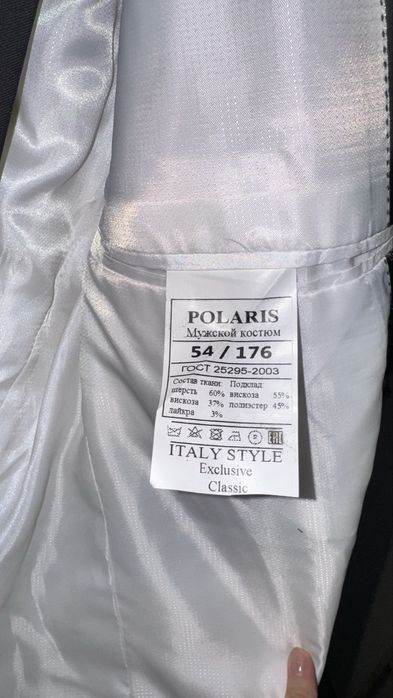 POLARIS
Мужской костюм
54 / 176
ГОСТ 25295-2003
Состав ткани: Подклад:
шерсть 60% вискоза 55%
вискоза 37% полиэстер 45%
лайкра 3%
ITALY STYLE
Exclusive
Classic